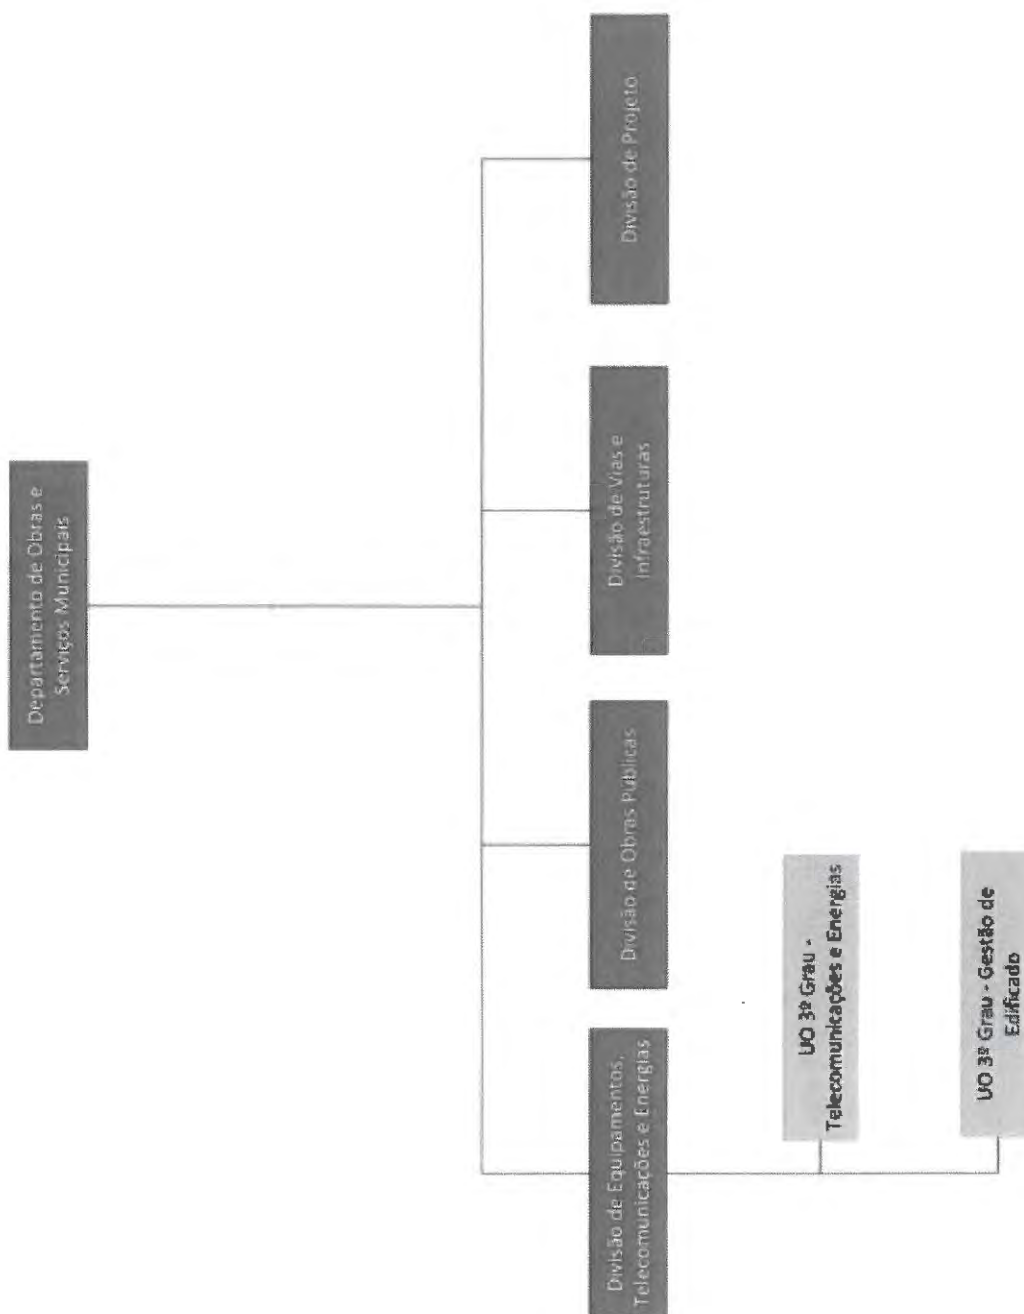 Departamento de Obras e
Serviços Municipais
Divisão de Equipamentos,
Telecomunicações e Energias
Divisão de Obras Públicas
Divisão de Vias e
Infraestruturas
Divisão de Projeto
UO 3º Grau -
Telecomunicações e Energias
UO 3º Grau - Gestão de
Edificado